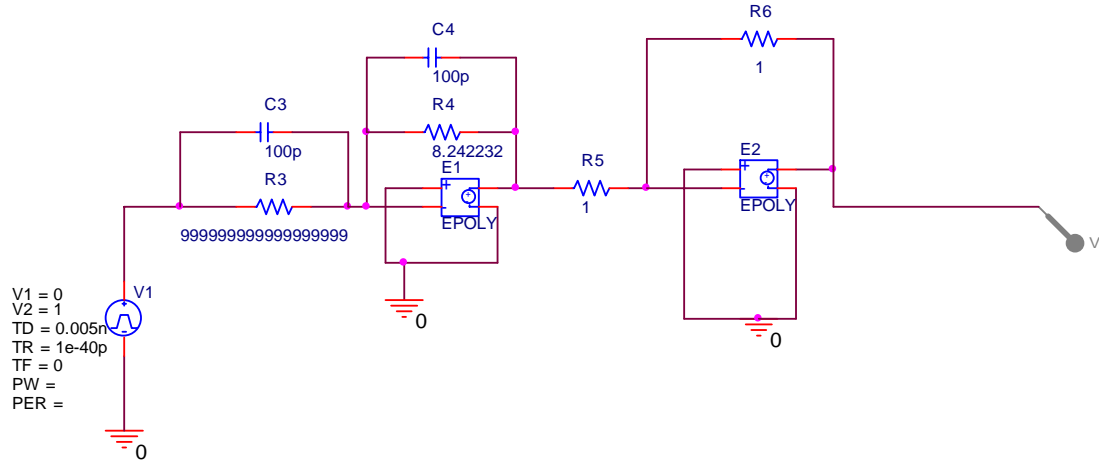 R6
1
C4
100p
C3
100p
R4
8.242232
E1
+
-
+
EPOLY
R5
1
E2
+
-
+
EPOLY
R3
999999999999999999
V
V1 = 0
V2 = 1
TD = 0.005n
TR = 1e-40p
TF = 0
PW =
PER =
V1
+
-
0
0
0